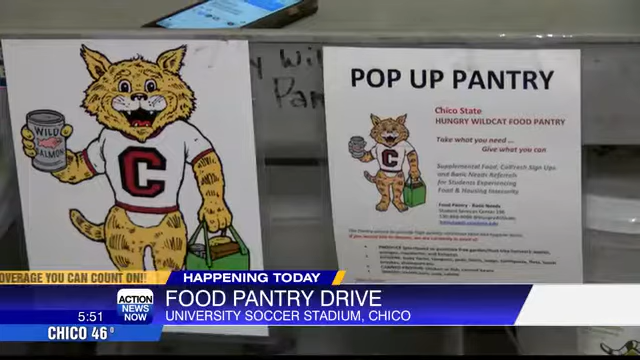 WILD
SALMON
C
y Wil
Pan
POP UP PANTRY
Chico State
HUNGRY WILDCAT FOOD PANTRY
Take what you need ...
Give what you can
Supplemental Food, CalFresh Sign Ups
and Basic Needs Referrals
for Students Experiencing
Food & Housing Insecurity
C
Food Pantry - Basic Needs
Student Services Center 196
OVERAGE YOU CAN COUNT ON!!
HAPPENING TODAY
5:51
ACTION
NEWS
NOW
FOOD PANTRY DRIVE
UNIVERSITY SOCCER STADIUM, CHICO
CHICO 46°